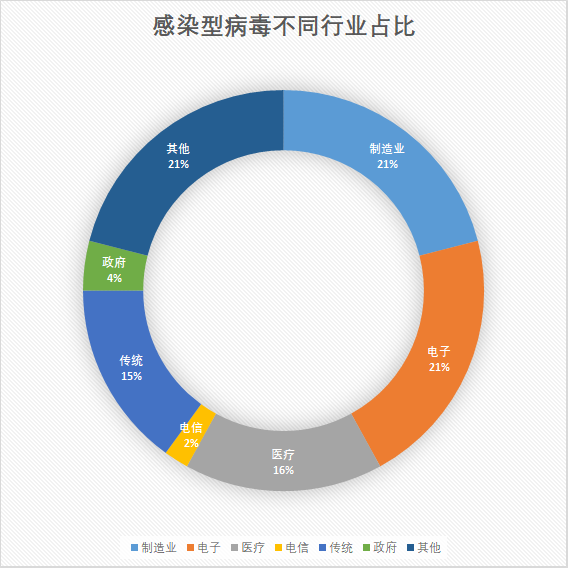 感染型病毒不同行业占比
其他
21%
制造业
21%
政府
4%
传统
15%
电子
21%
电信
2%
医疗
16%
制造业 电子 医疗 电信 传统 政府 其他